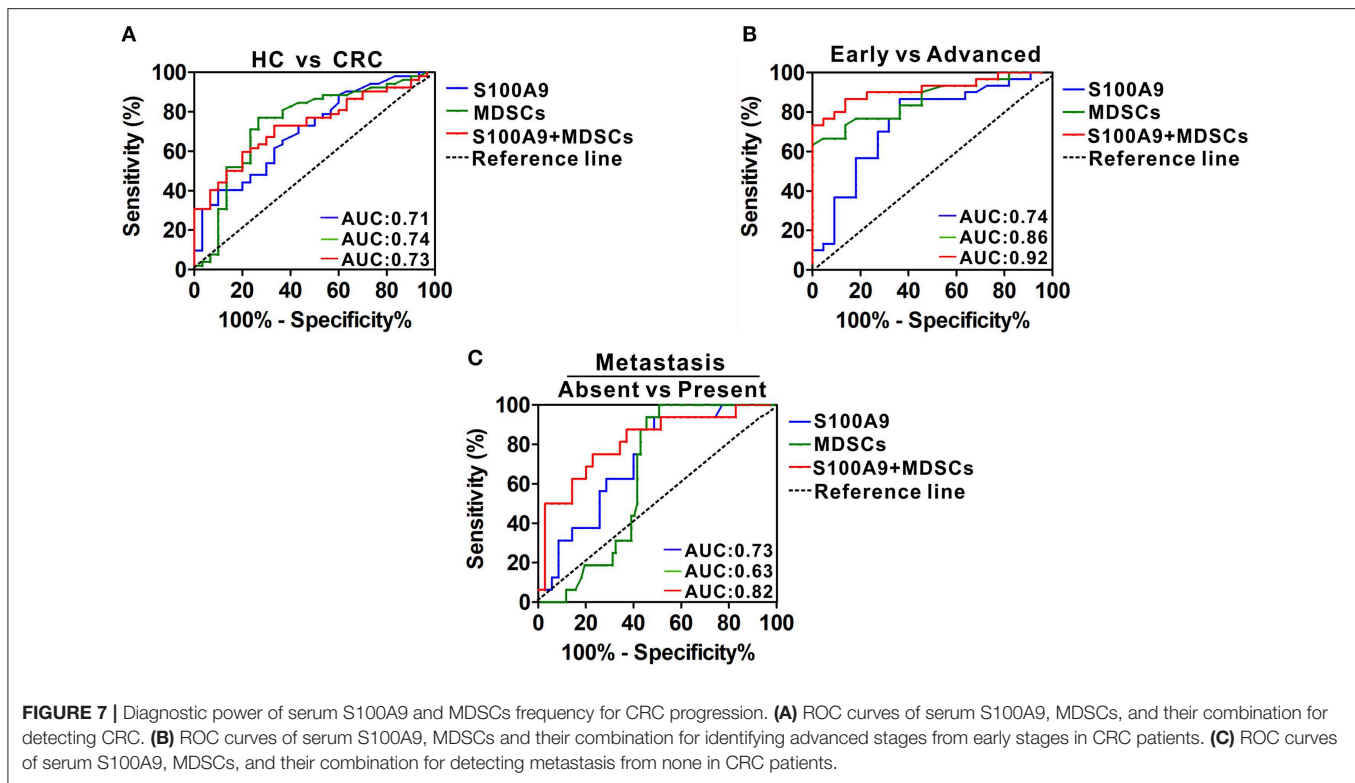 A
HC vs CRC
Sensitivity (%)
100
80
60
40
20
0
0 20 40 60 80 100
100% - Specificity%
S100A9
MDSCs
S100A9+MDSCs
Reference line
AUC:0.71
AUC:0.74
AUC:0.73
B
Early vs Advanced
Sensitivity (%)
100
80
60
40
20
0
0 20 40 60 80 100
100% - Specificity%
S100A9
MDSCs
S100A9+MDSCs
Reference line
AUC:0.74
AUC:0.86
AUC:0.92
C
Metastasis
Absent vs Present
Sensitivity (%)
100
80
60
40
20
0
0 20 40 60 80 100
100% - Specificity%
S100A9
MDSCs
S100A9+MDSCs
Reference line
AUC:0.73
AUC:0.63
AUC:0.82
FIGURE 7 | Diagnostic power of serum S100A9 and MDSCs frequency for CRC progression. (A) ROC curves of serum S100A9, MDSCs, and their combination for
detecting CRC. (B) ROC curves of serum S100A9, MDSCs and their combination for identifying advanced stages from early stages in CRC patients. (C) ROC curves
of serum S100A9, MDSCs, and their combination for detecting metastasis from none in CRC patients.